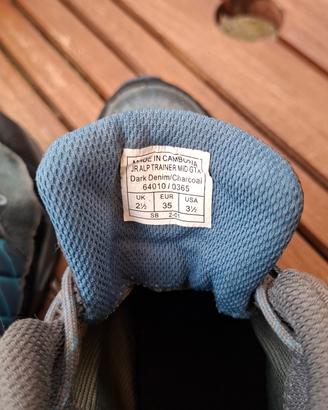 MADE IN CAMBODIA
JR ALP TRAINER MID GTX
Dark Denim/Charcoal
64010 / 0365
UK EUR USA
2½ 35 3½
SB